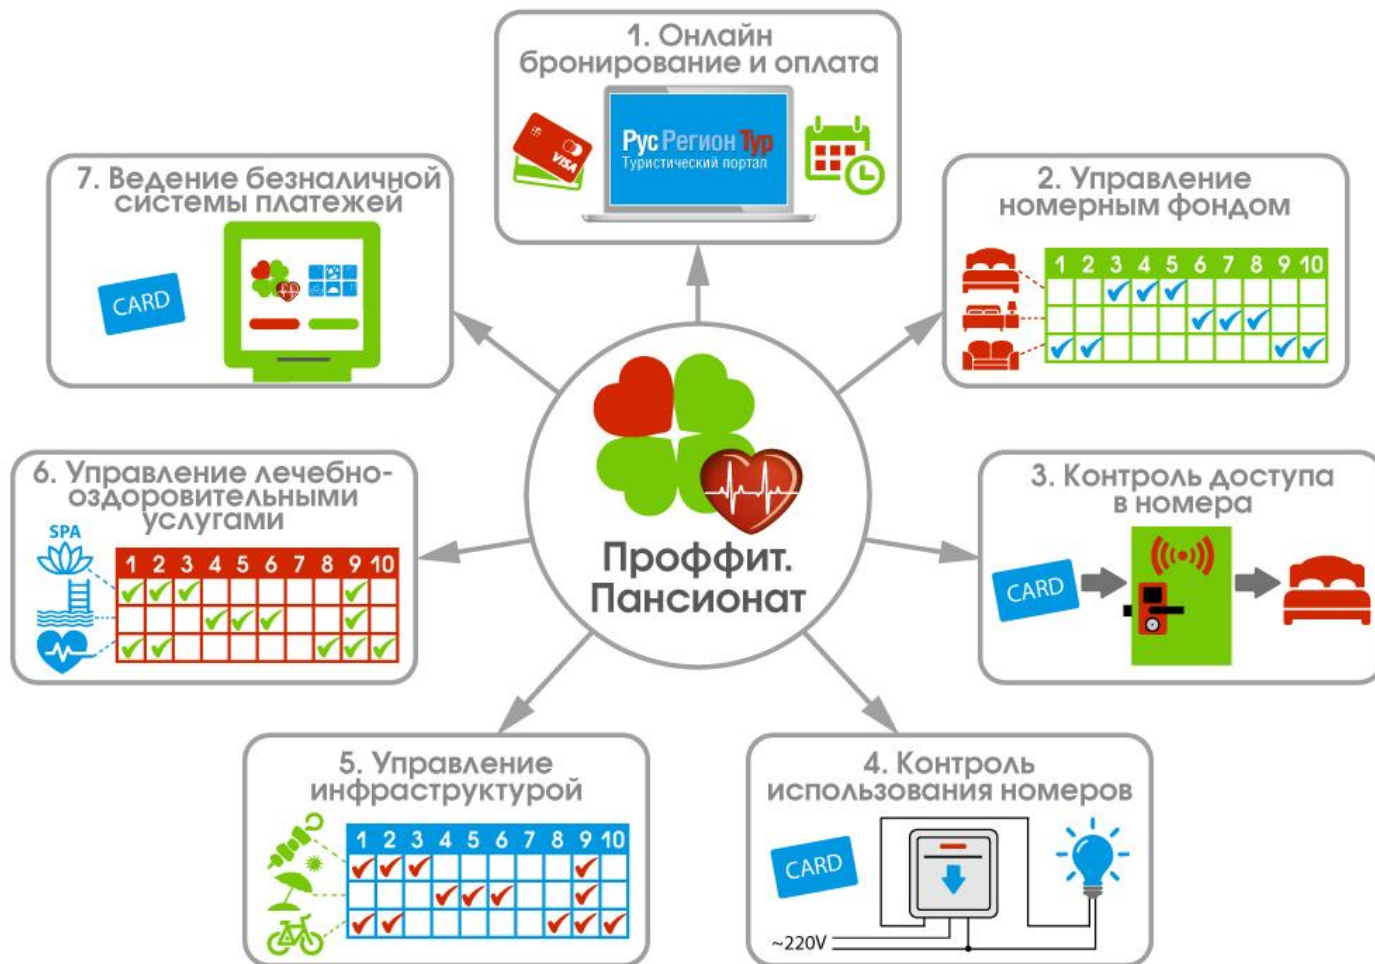 1. Онлайн
бронирование и оплата
VISA
Рус Регион Тур
Туристический портал
2. Управление
номерным фондом
1 2 3 4 5 6 7 8 9 10
3. Контроль доступа
в номера
CARD
4. Контроль
использования номеров
CARD
~220V
5. Управление
инфраструктурой
1 2 3 4 5 6 7 8 9 10
6. Управление лечебно-
оздоровительными
услугами
SPA
1 2 3 4 5 6 7 8 9 10
7. Ведение безналичной
системы платежей
CARD
Проффит.
Пансионат